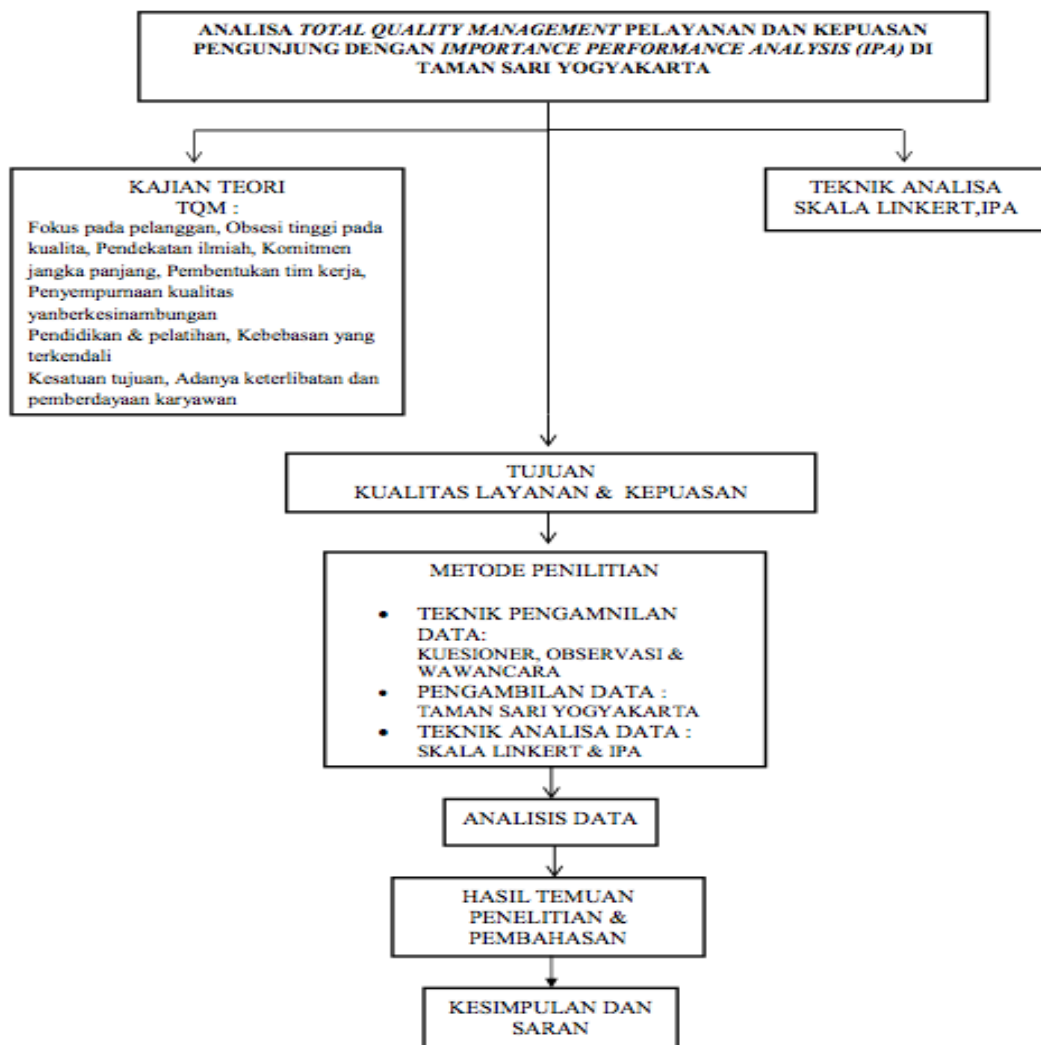 ANALISA TOTAL QUALITY MANAGEMENT PELAYANAN DAN KEPUASAN
PENGUNJUNG DENGAN IMPORTANCE PERFORMANCE ANALYSIS (IPA) DI
TAMAN SARI YOGYAKARTA
KAJIAN TEORI
TQM :
Fokus pada pelanggan, Obsesi tinggi pada
kualita, Pendekatan ilmiah, Komitmen
jangka panjang, Pembentukan tim kerja,
Penyempurnaan kualitas
yanberkesinambungan
Pendidikan & pelatihan, Kebebasan yang
terkendali
Kesatuan tujuan, Adanya keterlibatan dan
pemberdayaan karyawan
TEKNIK ANALISA
SKALA LINKERT,IPA
TUJUAN
KUALITAS LAYANAN & KEPUASAN
METODE PENILITIAN
• TEKNIK PENGAMNILAN
DATA:
KUESIONER, OBSERVASI &
WAWANCARA
• PENGAMBILAN DATA :
TAMAN SARI YOGYAKARTA
• TEKNIK ANALISA DATA :
SKALA LINKERT & IPA
ANALISIS DATA
HASIL TEMUAN
PENELITIAN &
PEMBAHASAN
KESIMPULAN DAN
SARAN